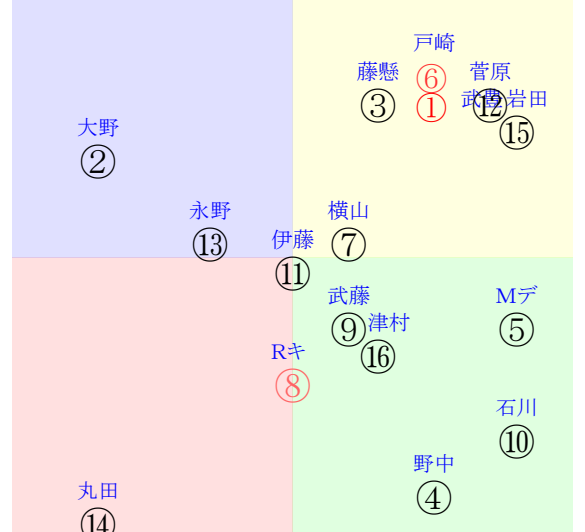 戸崎
藤懸
⑥
菅原
③
①
武豊
⑫
岩田
⑮
大野
②
永野
⑬
伊藤
⑪
横山
⑦
武藤
⑨
津村
⑯
Mデ
⑤
Rキ
⑧
石川
⑩
野中
④
丸田
⑭